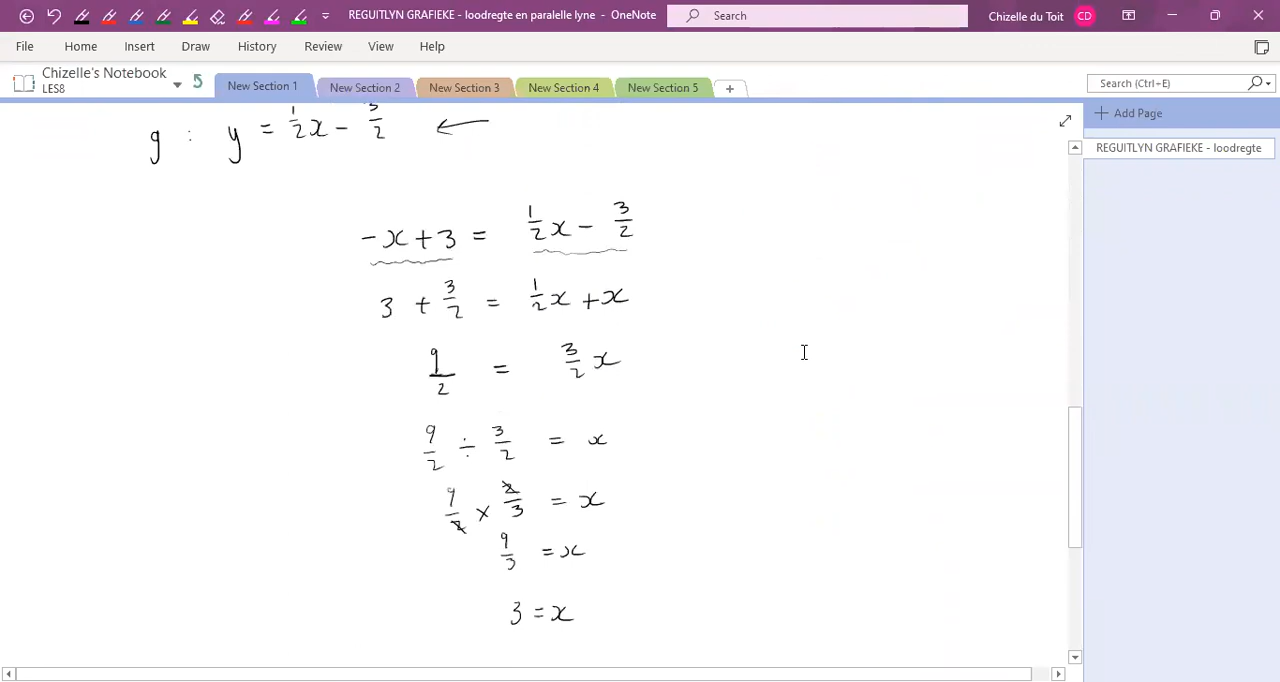 REGUITLYN GRAFIEKE - loodregte en paralelle lyne - OneNote
Search
Chizelle du Toit
CD
File Home Insert Draw History Review View Help
Chizelle's Notebook
LES8
New Section 1
New Section 2
New Section 3
New Section 4
New Section 5
+
Search (Ctrl+E)
Add Page
REGUITLYN GRAFIEKE - loodregte
g : y = 1/2 x - 3/2
-x + 3 = 1/2 x - 3/2
3 + 3/2 = 1/2 x + x
9/2 = 3/2 x
9/2 ÷ 3/2 = x
9/2 × 2/3 = x
9/3 = x
3 = x